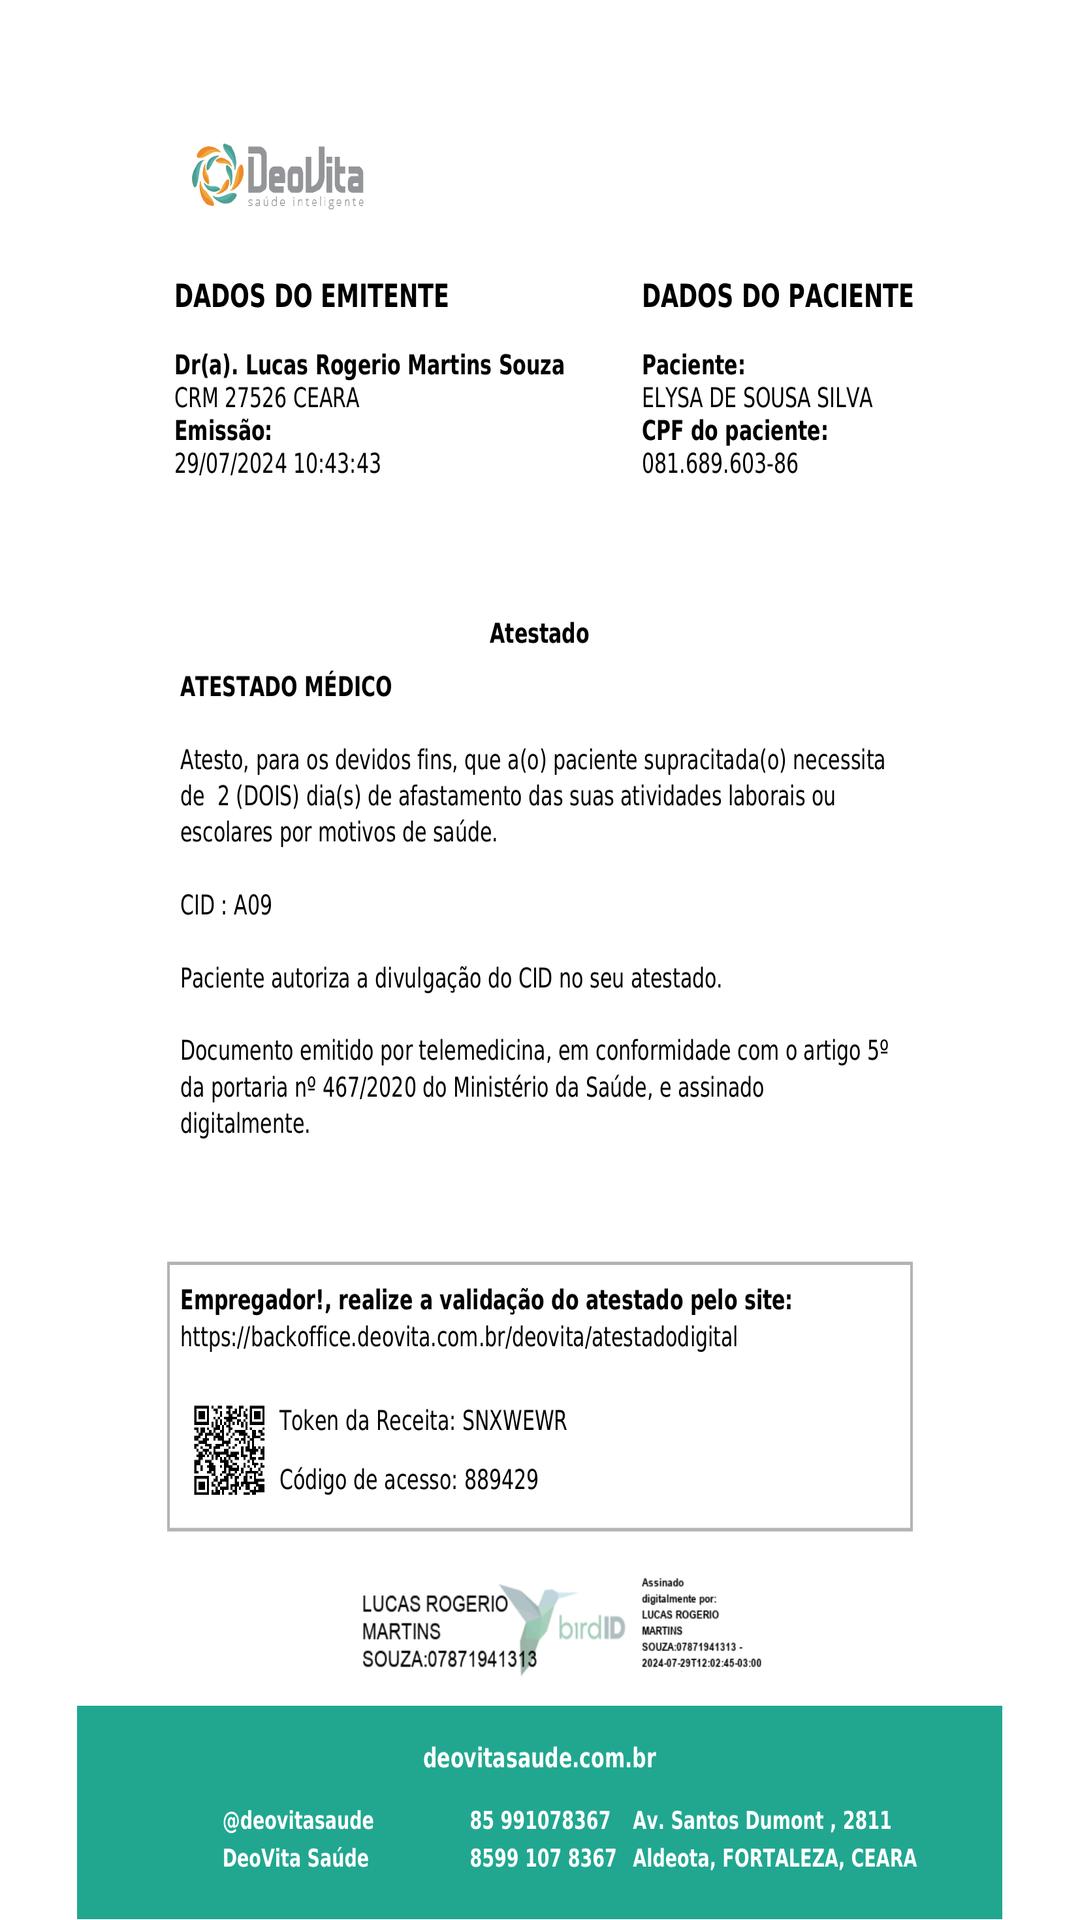 DeoVita
saúde inteligente
DADOS DO EMITENTE
Dr(a). Lucas Rogerio Martins Souza
CRM 27526 CEARA
Emissão:
29/07/2024 10:43:43
DADOS DO PACIENTE
Paciente:
ELYSA DE SOUSA SILVA
CPF do paciente:
081.689.603-86
Atestado
ATESTADO MÉDICO
Atesto, para os devidos fins, que a(o) paciente supracitada(o) necessita
de  2 (DOIS) dia(s) de afastamento das suas atividades laborais ou
escolares por motivos de saúde.
CID : A09
Paciente autoriza a divulgação do CID no seu atestado.
Documento emitido por telemedicina, em conformidade com o artigo 5º
da portaria nº 467/2020 do Ministério da Saúde, e assinado
digitalmente.
Empregador!, realize a validação do atestado pelo site:
https://backoffice.deovita.com.br/deovita/atestadodigital
Token da Receita: SNXWEWR
Código de acesso: 889429
LUCAS ROGERIO
MARTINS
SOUZA:07871941313
birdID
Assinado
digitalmente por:
LUCAS ROGERIO
MARTINS
SOUZA:07871941313 -
2024-07-29T12:02:45-03:00
deovitasaude.com.br
@deovitasaude
DeoVita Saúde
85 991078367
8599 107 8367
Av. Santos Dumont , 2811
Aldeota, FORTALEZA, CEARA